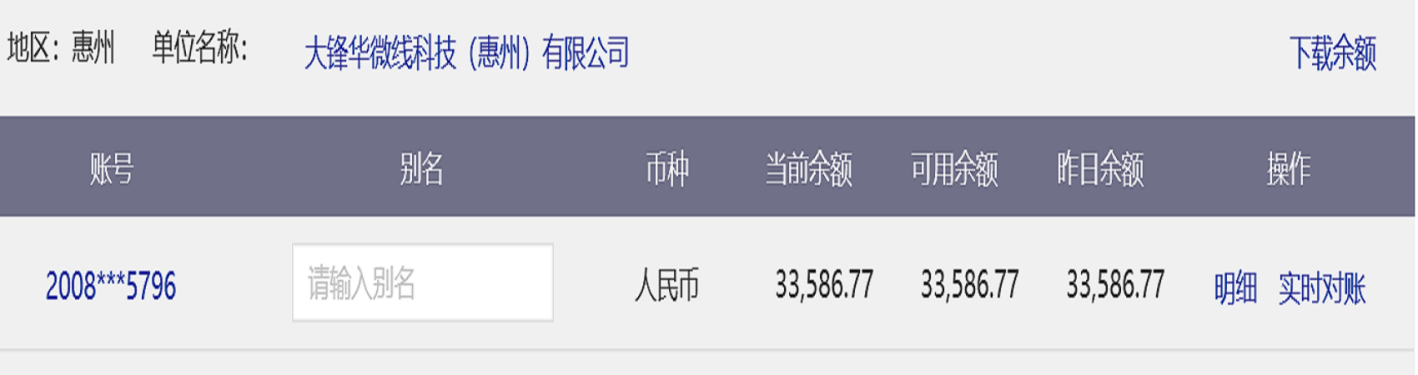 地区：惠州 单位名称： 大锋华微线科技（惠州）有限公司 下载余额
账号 别名 币种 当前余额 可用余额 昨日余额 操作
2008***5796 请输入别名 人民币 33,586.77 33,586.77 33,586.77 明细 实时对账